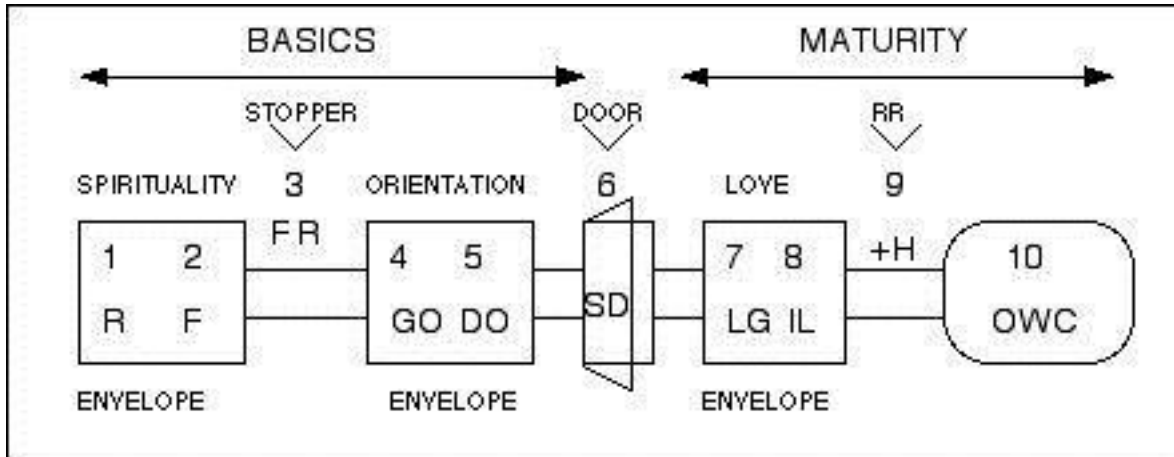 BASICS MATURITY
STOPPER DOOR RR
SPIRITUALITY 3 ORIENTATION 6 LOVE 9
1 2 F R 4 5 7 8 +H 10
R F GO DO SD LG IL OWC
ENVELOPE ENVELOPE ENVELOPE